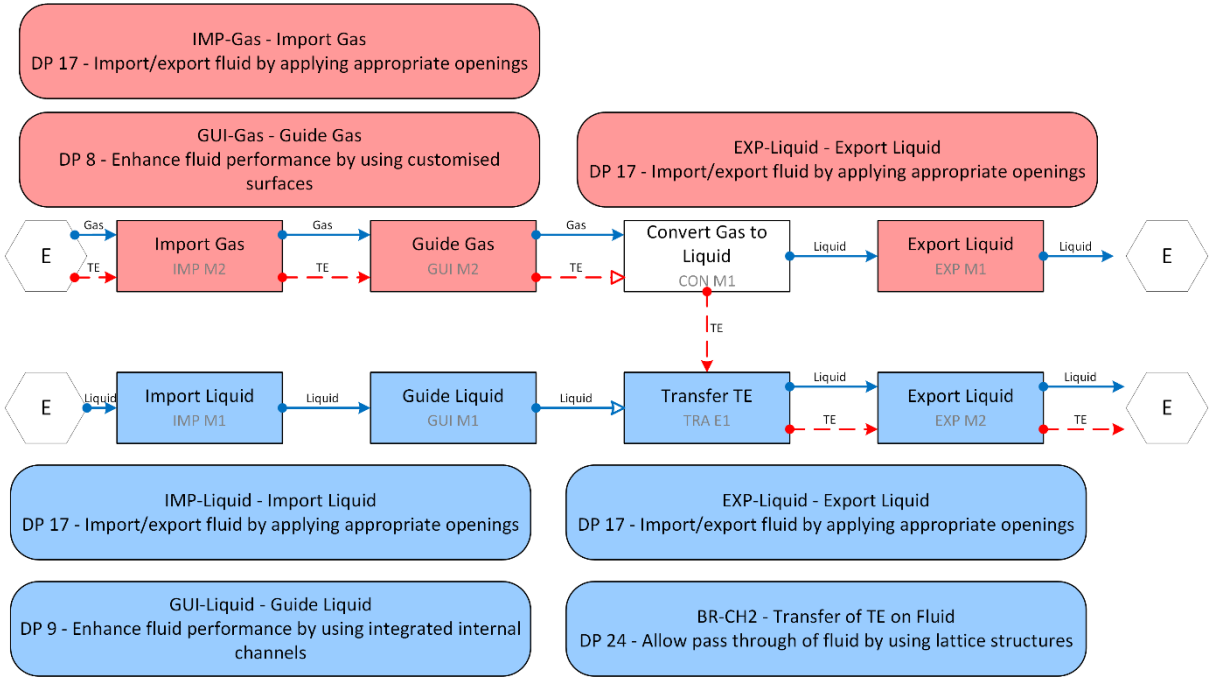 IMP-Gas - Import Gas
DP 17 - Import/export fluid by applying appropriate openings
GUI-Gas - Guide Gas
DP 8 - Enhance fluid performance by using customised
surfaces
EXP-Liquid - Export Liquid
DP 17 - Import/export fluid by applying appropriate openings
E
Gas
TE
Import Gas
IMP M2
Gas
TE
Guide Gas
GUI M2
Gas
TE
Convert Gas to
Liquid
CON M1
Liquid
Export Liquid
EXP M1
Liquid
E
TE
E
Liquid
Import Liquid
IMP M1
Liquid
Guide Liquid
GUI M1
Liquid
Transfer TE
TRA E1
Liquid
TE
Export Liquid
EXP M2
Liquid
TE
E
IMP-Liquid - Import Liquid
DP 17 - Import/export fluid by applying appropriate openings
EXP-Liquid - Export Liquid
DP 17 - Import/export fluid by applying appropriate openings
GUI-Liquid - Guide Liquid
DP 9 - Enhance fluid performance by using integrated internal
channels
BR-CH2 - Transfer of TE on Fluid
DP 24 - Allow pass through of fluid by using lattice structures